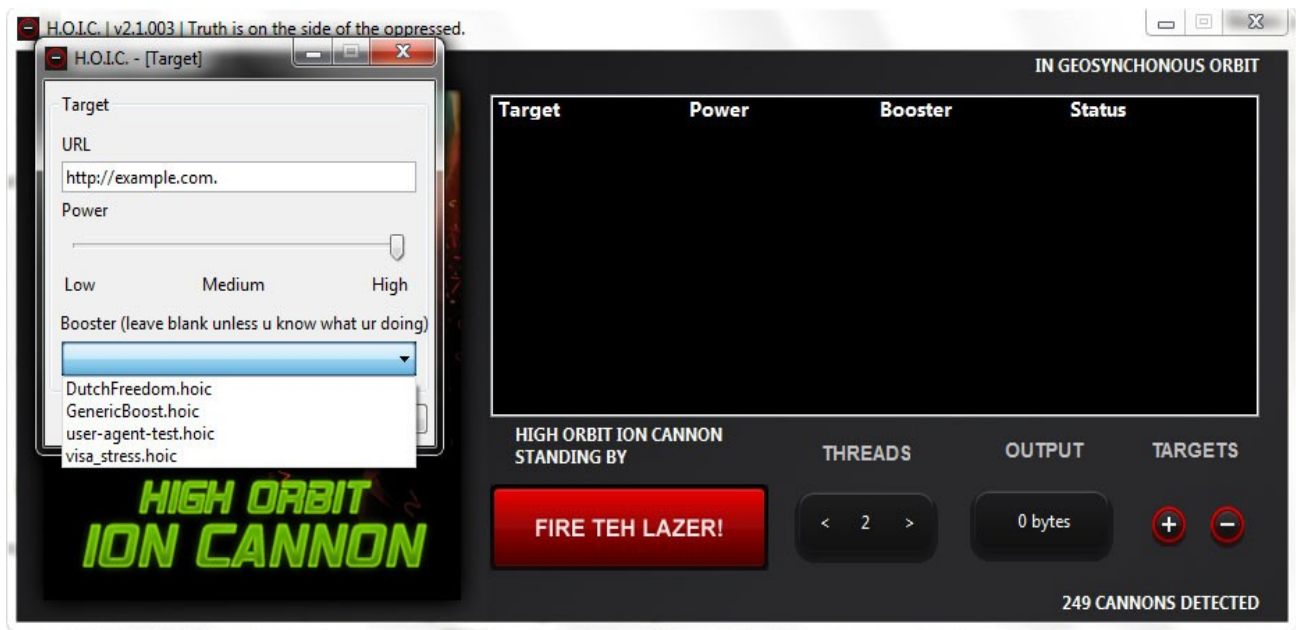 H.O.I.C. | v2.1.003 | Truth is on the side of the oppressed.
H.O.I.C. - [Target]
Target
URL
http://example.com.
Power
Low Medium High
Booster (leave blank unless u know what ur doing)
DutchFreedom.hoic
GenericBoost.hoic
user-agent-test.hoic
visa_stress.hoic
HIGH ORBIT
ION CANNON
IN GEOSYNCHONOUS ORBIT
Target Power Booster Status
HIGH ORBIT ION CANNON
STANDING BY
THREADS
OUTPUT
TARGETS
FIRE TEH LAZER!
< 2 >
0 bytes
+ -
249 CANNONS DETECTED